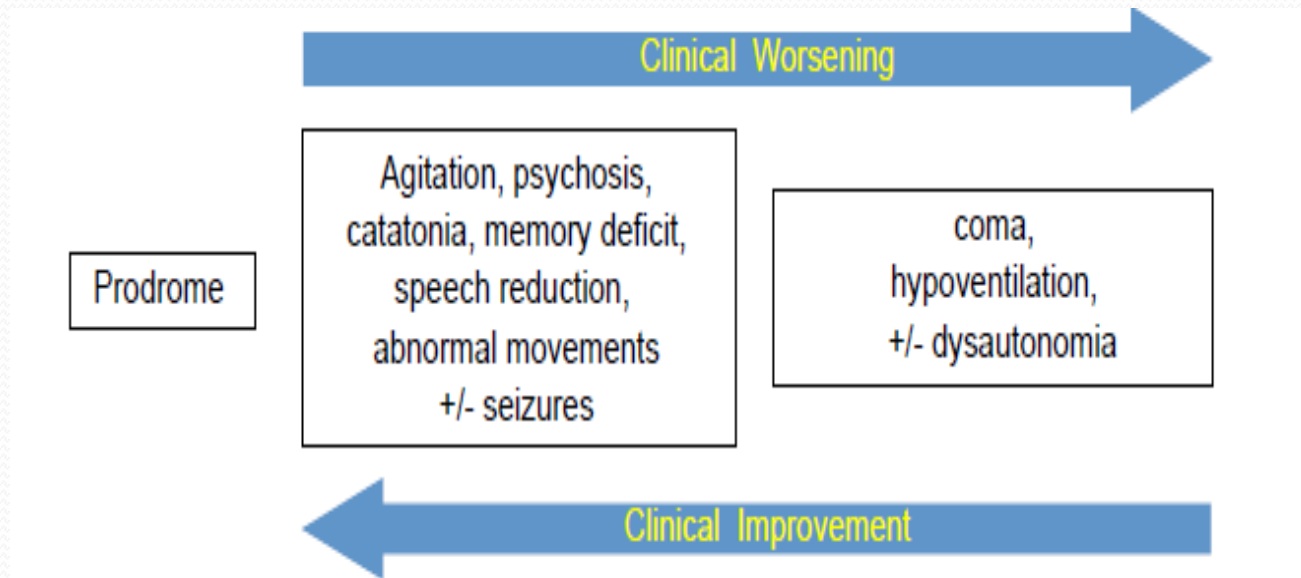 Clinical Worsening
Prodrome
Agitation, psychosis,
catatonia, memory deficit,
speech reduction,
abnormal movements
+/- seizures
coma,
hypoventilation,
+/- dysautonomia
Clinical Improvement